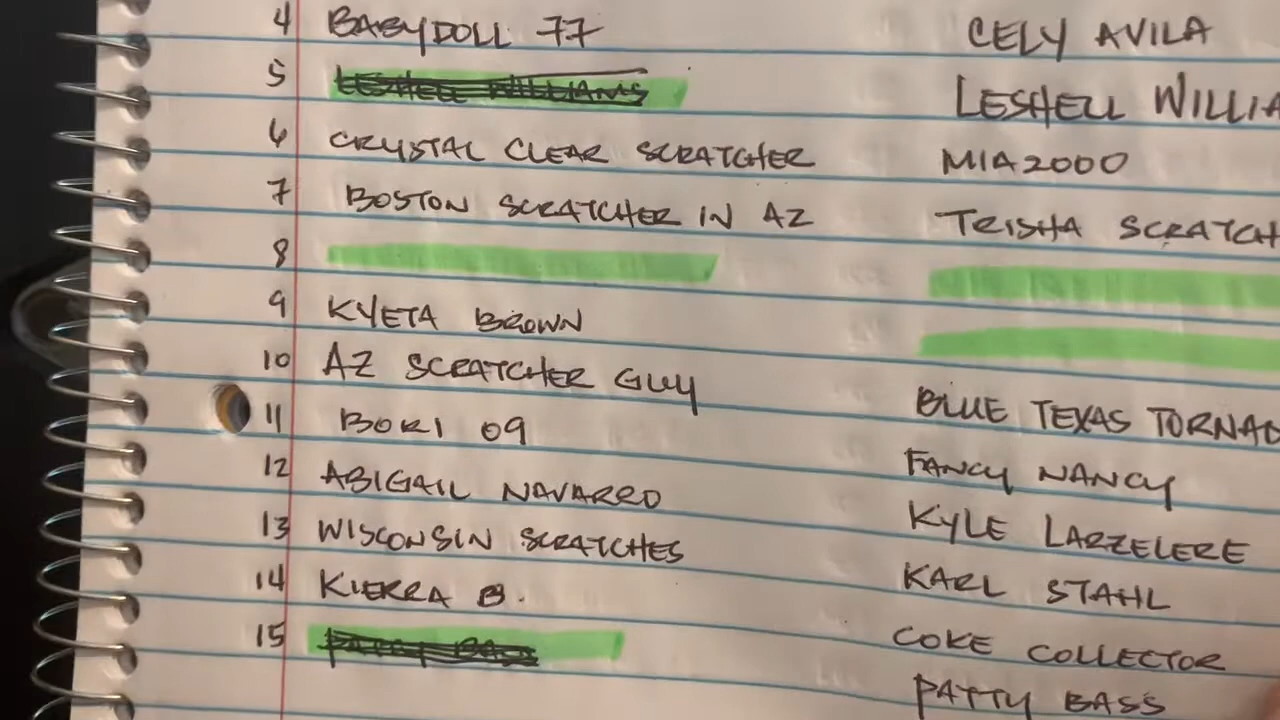 4 BABYDOLL 77 CELY AVILA
5 LESHELL WILLIAMS LESHELL WILLIA
6 CRYSTAL CLEAR SCRATCHER MIA2000
7 BOSTON SCRATCHER IN AZ TRISHA SCRATCH
8
9 KYETA BROWN
10 AZ SCRATCHER GUY BLUE TEXAS TORNAD
11 BORI 09 FANCY NANCY
12 ABIGAIL NAVARRO KYLE LARZELERE
13 WISCONSIN SCRATCHES KARL STAHL
14 KIERRA B. COKE COLLECTOR
15 PATTY BASS